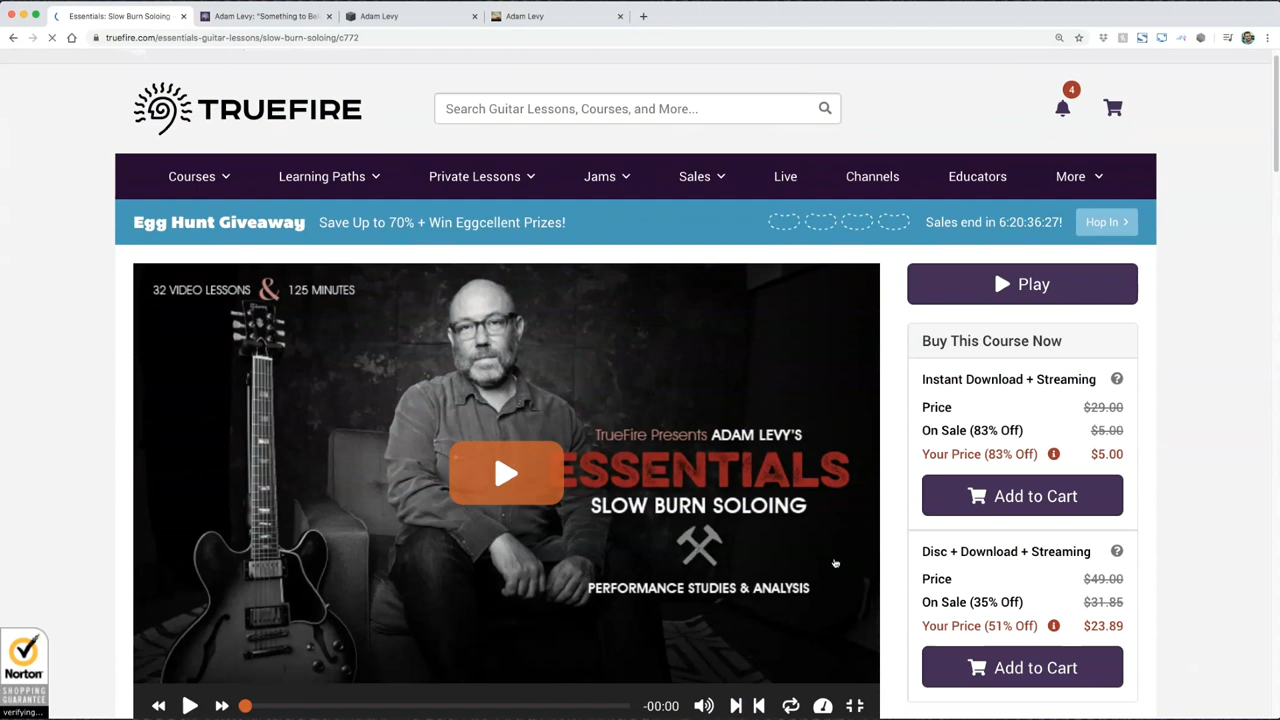 Essentials: Slow Burn Soloing -
Adam Levy: "Something to Be
Adam Levy
Adam Levy
truefire.com/essentials-guitar-lessons/slow-burn-soloing/c772
TRUEFIRE
Search Guitar Lessons, Courses, and More...
4
Courses
Learning Paths
Private Lessons
Jams
Sales
Live
Channels
Educators
More
Egg Hunt Giveaway
Save Up to 70% + Win Eggcellent Prizes!
Sales end in 6:20:36:27!
Hop In
32 VIDEO LESSONS & 125 MINUTES
TrueFire Presents ADAM LEVY'S
ESSENTIALS
SLOW BURN SOLOING
PERFORMANCE STUDIES & ANALYSIS
-00:00
Play
Buy This Course Now
Instant Download + Streaming
Price $29.00
On Sale (83% Off) $5.00
Your Price (83% Off) $5.00
Add to Cart
Disc + Download + Streaming
Price $49.00
On Sale (35% Off) $31.85
Your Price (51% Off) $23.89
Add to Cart
Norton
SHOPPING
GUARANTEE
verifying...